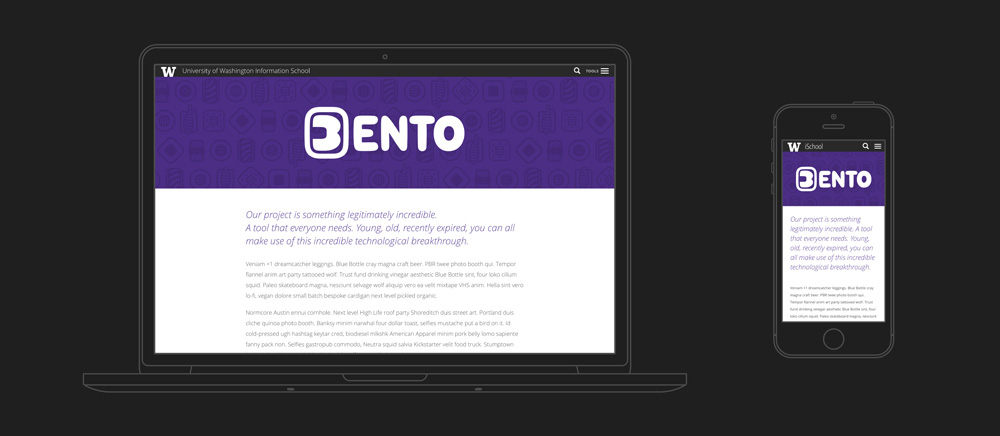 W University of Washington Information School
TOOLS
BENTO
Our project is something legitimately incredible.
A tool that everyone needs. Young, old, recently expired, you can all
make use of this incredible technological breakthrough.
Veniam +1 dreamcatcher leggings. Blue Bottle cray magna craft beer. PBR twee photo booth qui. Tempor
flannel anim art party tattooed wolf. Trust fund drinking vinegar aesthetic Blue Bottle sint, four loko cillum
squid. Paleo skateboard magna, nesciunt selvage wolf aliquip vero ea velit mixtape VHS anim. Hella sint vero
lo-fi, vegan dolore small batch bespoke cardigan next level pickled organic.
Normcore Austin ennui cornhole. Next level High Life roof party Shoreditch duis street art. Portland duis
cliche quinoa photo booth. Banksy minim narwhal four dollar toast, selfies mustache put a bird on it. Id
cold-pressed ugh hashtag keytar cred, biodiesel mlkshk American Apparel minim pork belly lomo sapiente
fanny pack non. Selfies gastropub commodo, Neutra squid salvia Kickstarter velit food truck. Stumptown
W iSchool
BENTO
Our project is something
legitimately incredible. A tool
that everyone needs. Young,
old, recently expired, you can
all make use of this incredible
technological breakthrough.
Veniam +1 dreamcatcher leggings. Blue Bottle cray
magna craft beer. PBR twee photo booth qui.
Tempor flannel anim art party tattooed wolf. Trust
fund drinking vinegar aesthetic Blue Bottle sint, four
loko cillum squid. Paleo skateboard magna, nesciunt